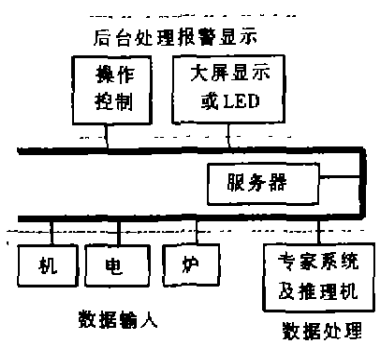 后台处理报警显示
操作
控制
大屏显示
或LED
服务器
机
电
炉
专家系统
及推理机
数据输入
数据处理